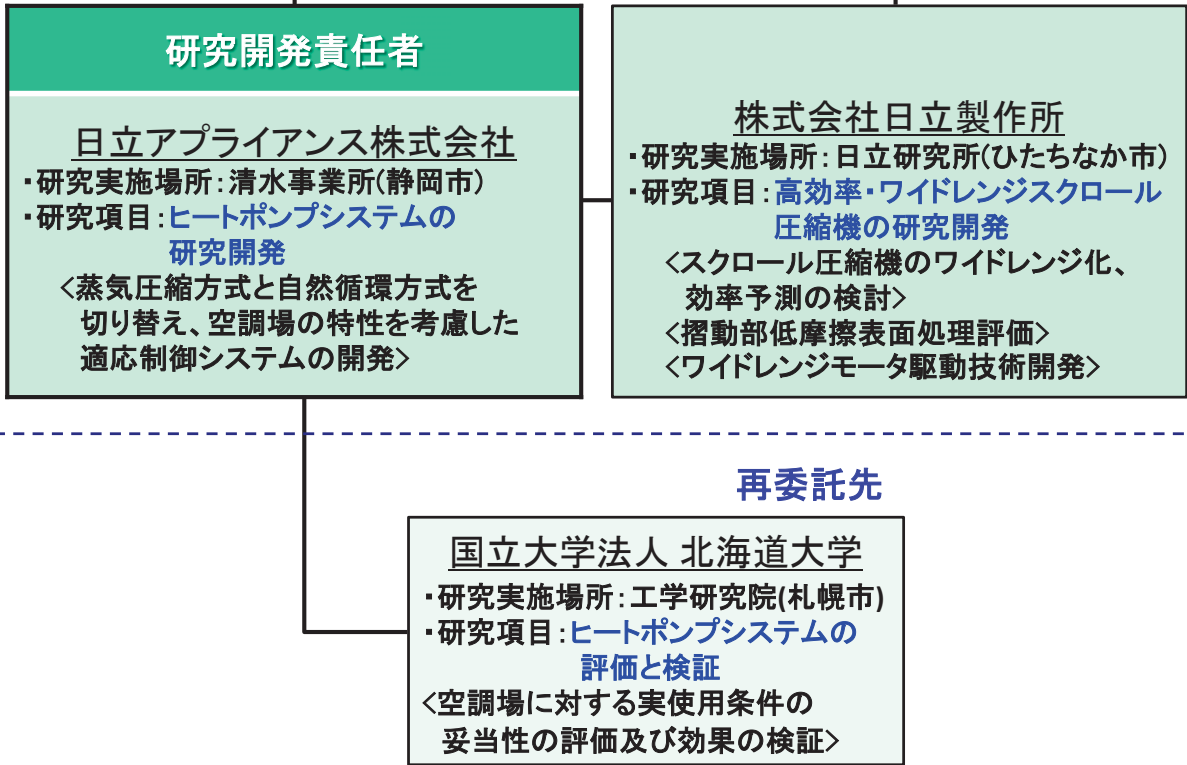 研究開発責任者
日立アプライアンス株式会社
・研究実施場所：清水事業所(静岡市)
・研究項目：ヒートポンプシステムの
研究開発
<蒸気圧縮方式と自然循環方式を
切り替え、空調場の特性を考慮した
適応制御システムの開発>
株式会社日立製作所
・研究実施場所：日立研究所(ひたちなか市)
・研究項目：高効率・ワイドレンジスクロール
圧縮機の研究開発
<スクロール圧縮機のワイドレンジ化、
効率予測の検討>
<摺動部低摩擦表面処理評価>
<ワイドレンジモータ駆動技術開発>
再委託先
国立大学法人 北海道大学
・研究実施場所：工学研究院(札幌市)
・研究項目：ヒートポンプシステムの
評価と検証
<空調場に対する実使用条件の
妥当性の評価及び効果の検証>